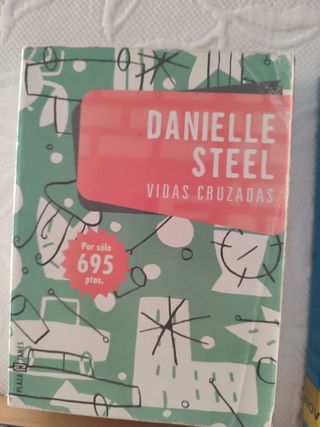 DANIELLE
STEEL
VIDAS CRUZADAS
Por sólo
695
ptas.
PLAZA JANÉS